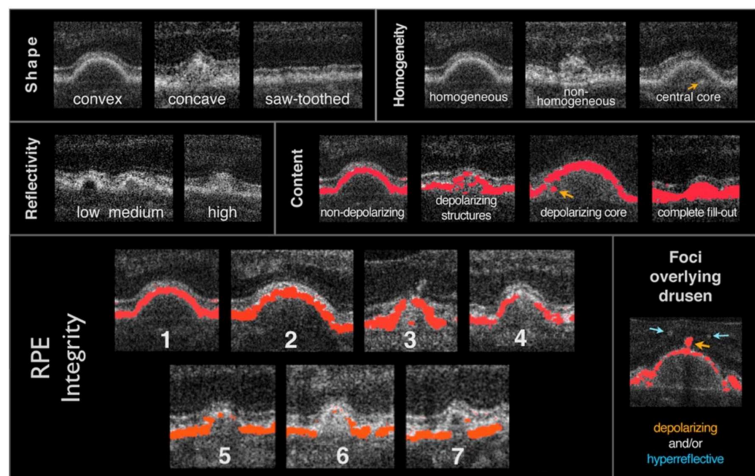 Shape
convex
concave
saw-toothed
Homogeneity
homogeneous
non-
homogeneous
central core
Reflectivity
low medium
high
Content
non-depolarizing
depolarizing
structures
depolarizing core
complete fill-out
RPE
Integrity
1
2
3
4
5
6
7
Foci
overlying
drusen
depolarizing
and/or
hyperreflective